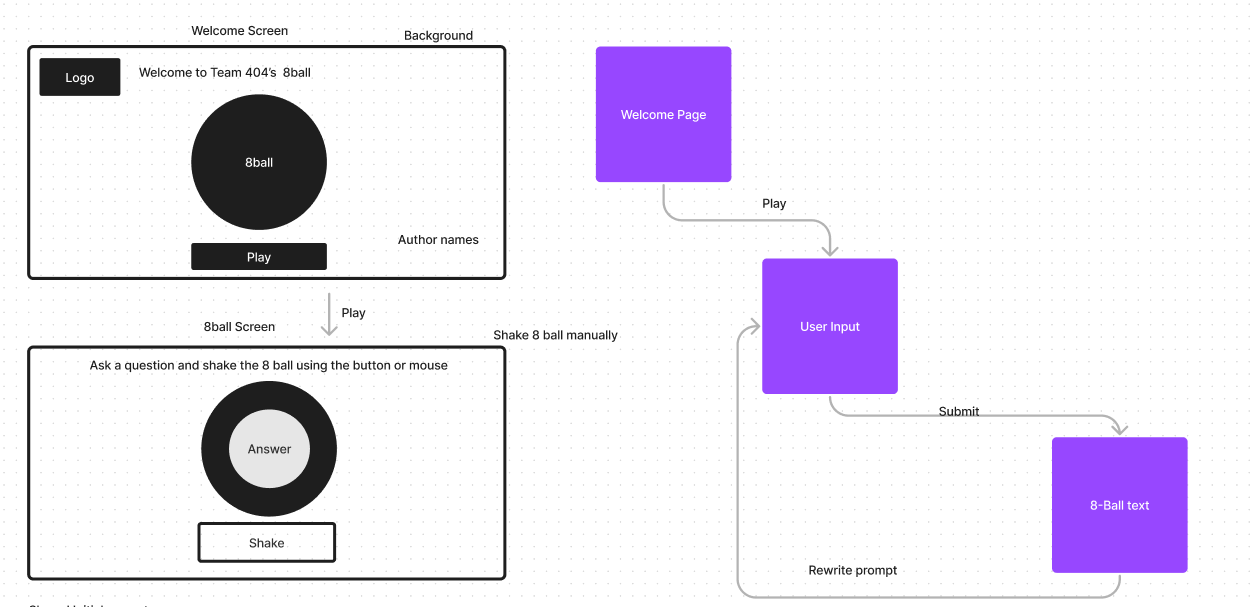 Welcome Screen
Background
Logo
Welcome to Team 404's 8ball
8ball
Author names
Play
Play
8ball Screen
Shake 8 ball manually
Ask a question and shake the 8 ball using the button or mouse
Answer
Shake
Welcome Page
Play
User Input
Submit
8-Ball text
Rewrite prompt